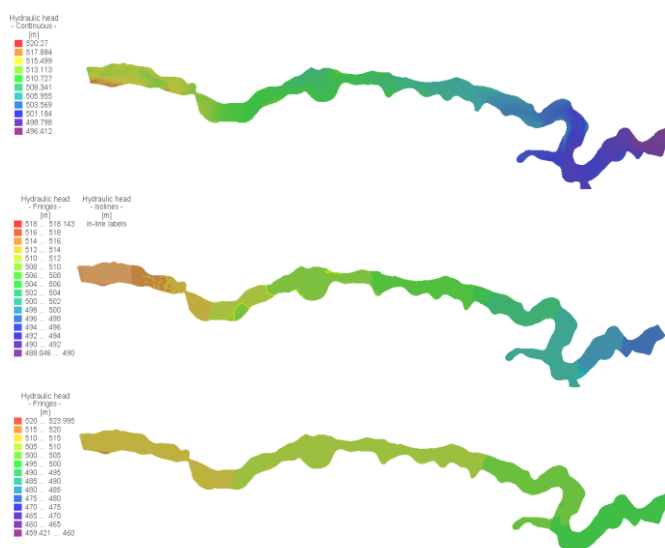 Hydraulic head
- Continuous -
[m]
520.27
517.884
515.499
513.113
510.727
508.341
505.955
503.569
501.184
498.798
496.412
Hydraulic head
- Fringes -
[m]
518 ... 518.143
516 ... 518
514 ... 516
512 ... 514
510 ... 512
508 ... 510
506 ... 508
504 ... 506
502 ... 504
500 ... 502
498 ... 500
496 ... 498
494 ... 496
492 ... 494
490 ... 492
488.046 ... 490
Hydraulic head
- Isolines -
[m]
In-line labels
Hydraulic head
- Fringes -
[m]
520 ... 523.995
515 ... 520
510 ... 515
505 ... 510
500 ... 505
495 ... 500
490 ... 495
485 ... 490
480 ... 485
475 ... 480
470 ... 475
465 ... 470
460 ... 465
459.421 ... 460